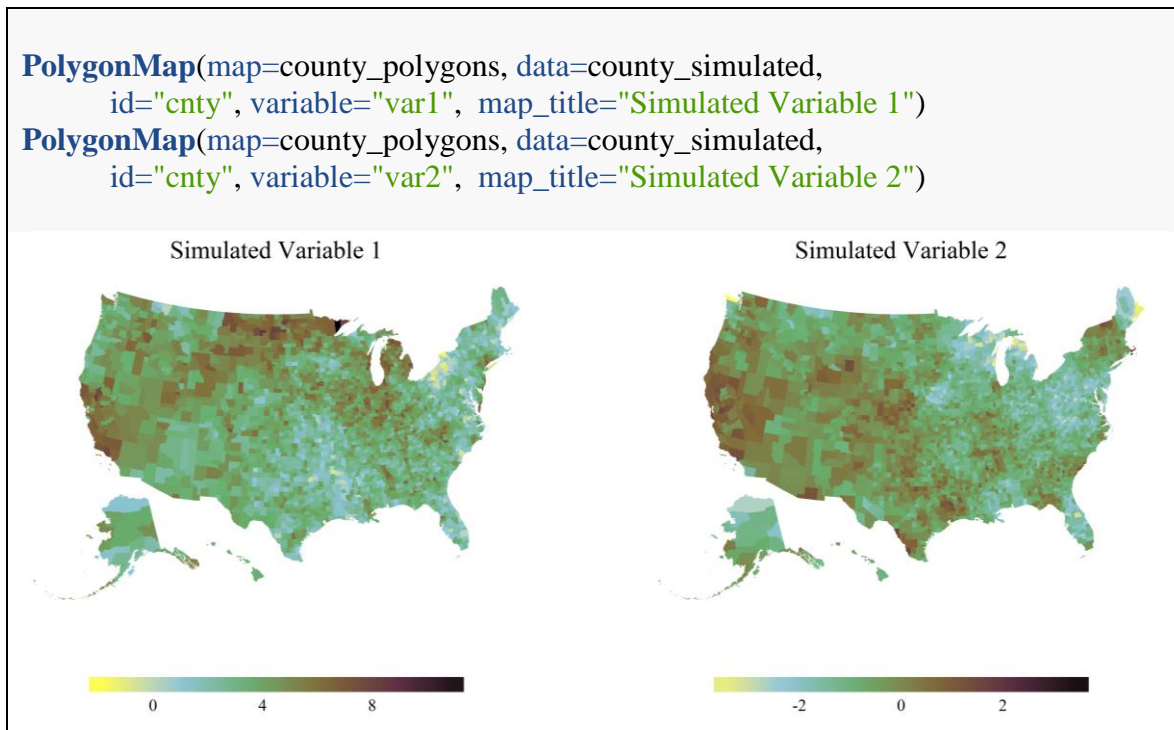 PolygonMap(map=county_polygons, data=county_simulated,
id="cnty", variable="var1", map_title="Simulated Variable 1")
PolygonMap(map=county_polygons, data=county_simulated,
id="cnty", variable="var2", map_title="Simulated Variable 2")
Simulated Variable 1
Simulated Variable 2
0 4 8
-2 0 2